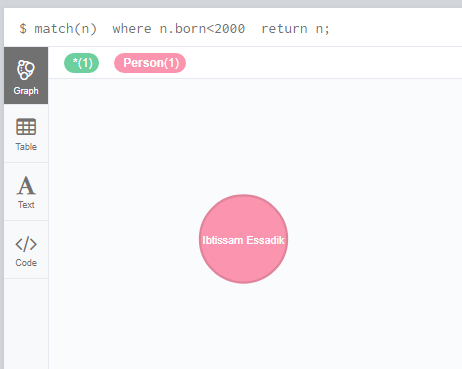 $ match(n)  where n.born<2000  return n;
*(1) Person(1)
Graph
Table
A
Text
</>
Code
Ibtissam Essadik